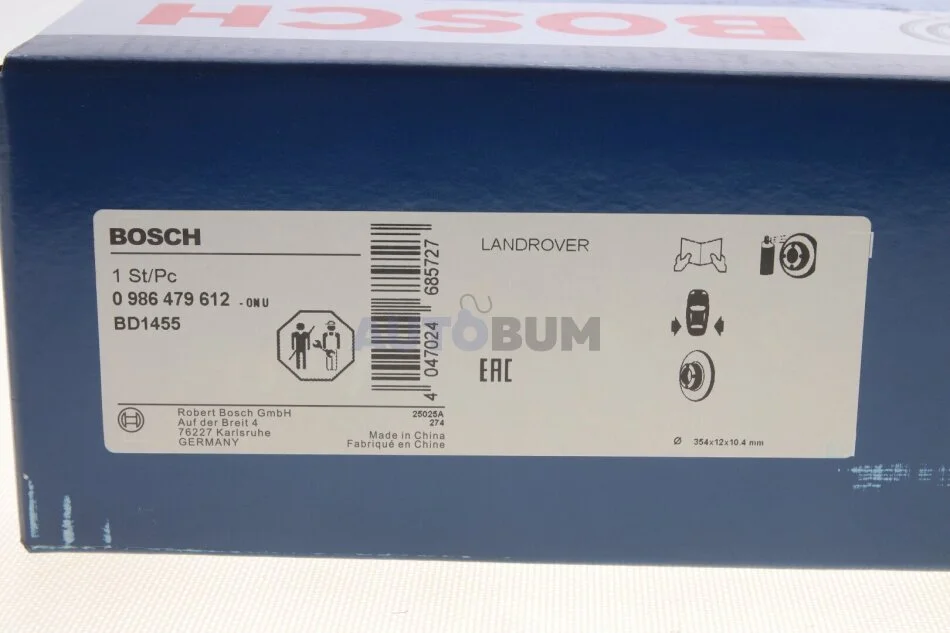 BOSCH
BOSCH
1 St/Pc
0 986 479 612 - 0M U
BD1455
4 047024 685727
LANDROVER
AUTOBUM
EAC
Robert Bosch GmbH
Auf der Breit 4
76227 Karlsruhe
GERMANY
25025A
274
Made in China
Fabriqué en Chine
Ø 354x12x10.4 mm